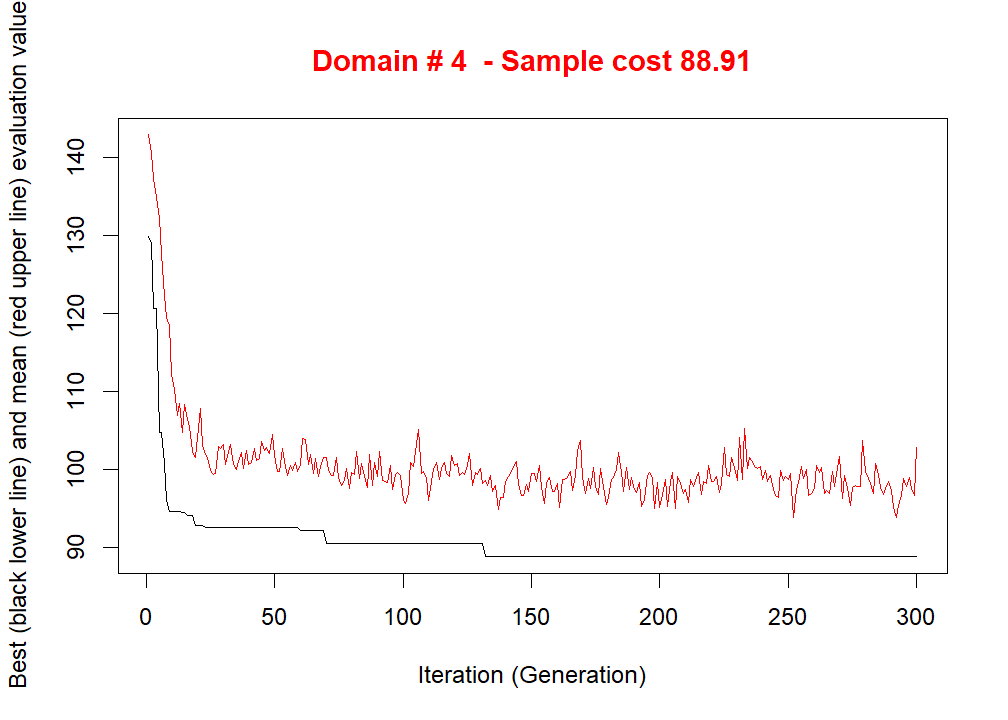 Domain # 4  - Sample cost 88.91
Best (black lower line) and mean (red upper line) evaluation value
140
130
120
110
100
90
0 50 100 150 200 250 300
Iteration (Generation)